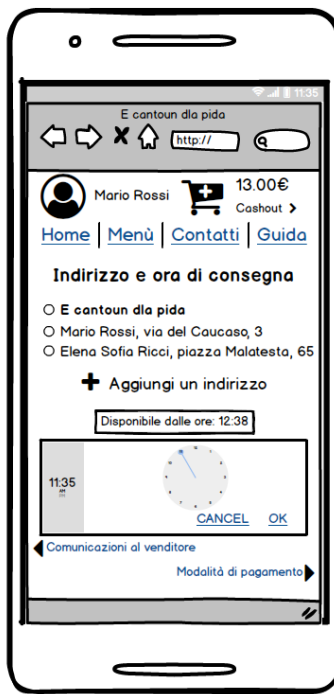 11:35
E cantoun dla pida
http://
Mario Rossi
13.00€
Cashout >
Home | Menù | Contatti | Guida
Indirizzo e ora di consegna
E cantoun dla pida
Mario Rossi, via del Caucaso, 3
Elena Sofia Ricci, piazza Malatesta, 65
Aggiungi un indirizzo
Disponibile dalle ore: 12:38
11:35
AM
CANCEL OK
Comunicazioni al venditore
Modalità di pagamento